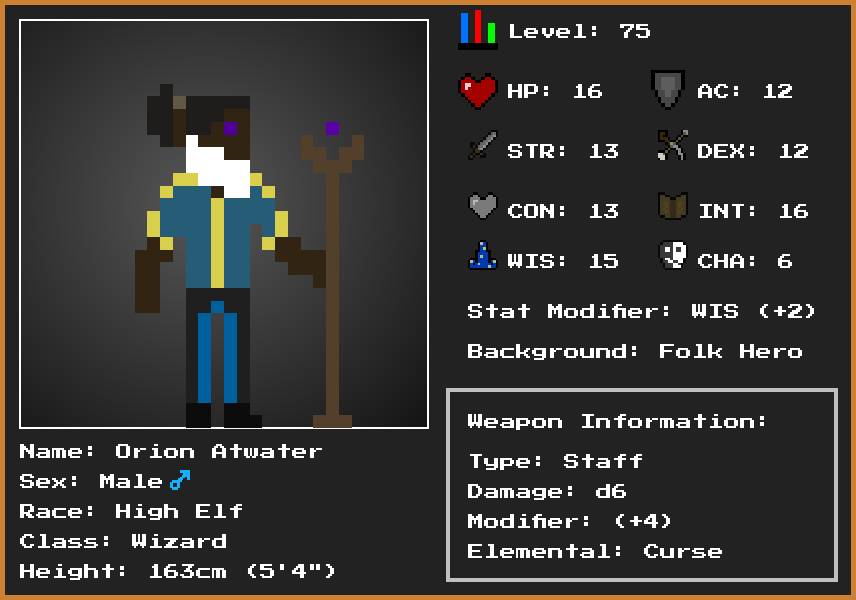 Level: 75
HP: 16
AC: 12
STR: 13
DEX: 12
CON: 13
INT: 16
WIS: 15
CHA: 6
Stat Modifier: WIS (+2)
Background: Folk Hero
Weapon Information:
Type: Staff
Damage: d6
Modifier: (+4)
Elemental: Curse
Name: Orion Atwater
Sex: Male♂
Race: High Elf
Class: Wizard
Height: 163cm (5'4")